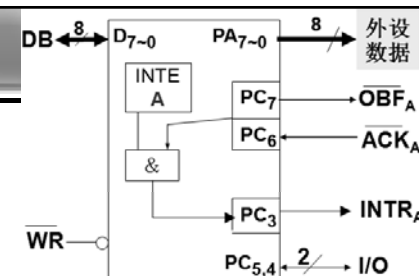 DB 8 D7~0 PA7~0 8 外设
数据
INTE
A
PC7 OBFA
PC6 ACKA
&
PC3 INTRA
WR
PC5,4 2 I/O